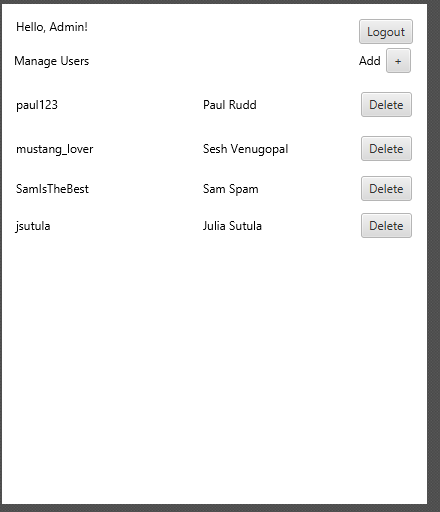 Hello, Admin!
Logout
Manage Users Add +
paul123 Paul Rudd Delete
mustang_lover Sesh Venugopal Delete
SamIsTheBest Sam Spam Delete
jsutula Julia Sutula Delete